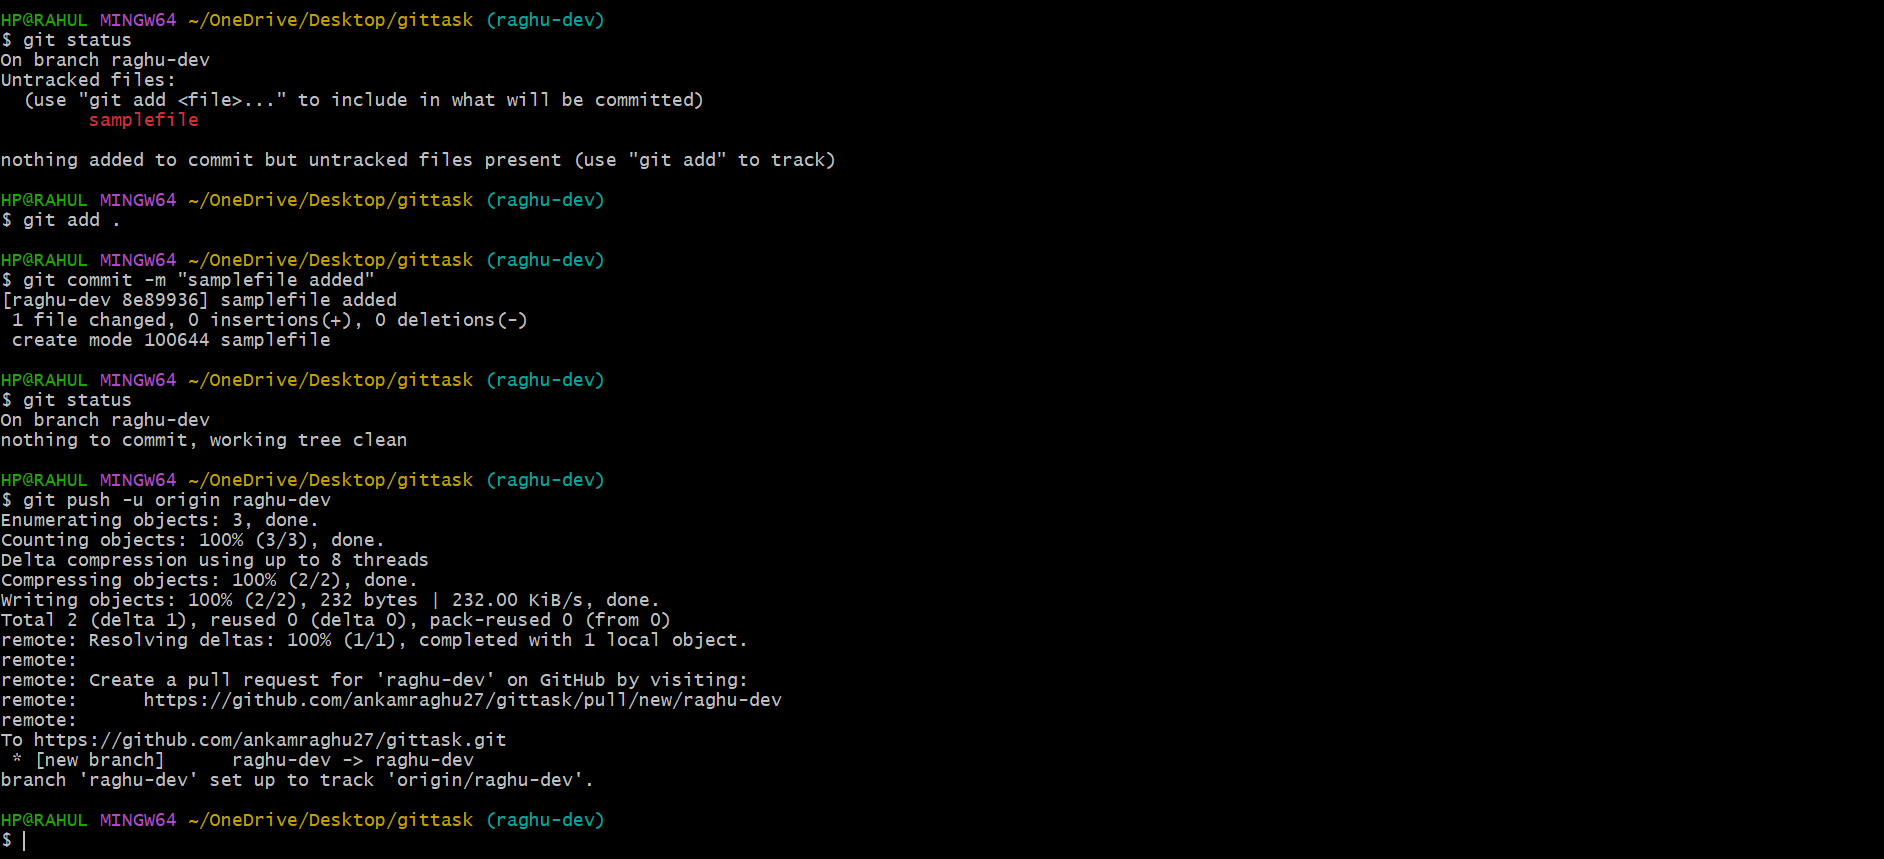 HP@RAHUL MINGW64 ~/OneDrive/Desktop/gittask (raghu-dev)
$ git status
On branch raghu-dev
Untracked files:
  (use "git add <file>..." to include in what will be committed)
        samplefile

nothing added to commit but untracked files present (use "git add" to track)

HP@RAHUL MINGW64 ~/OneDrive/Desktop/gittask (raghu-dev)
$ git add .

HP@RAHUL MINGW64 ~/OneDrive/Desktop/gittask (raghu-dev)
$ git commit -m "samplefile added"
[raghu-dev 8e89936] samplefile added
 1 file changed, 0 insertions(+), 0 deletions(-)
 create mode 100644 samplefile

HP@RAHUL MINGW64 ~/OneDrive/Desktop/gittask (raghu-dev)
$ git status
On branch raghu-dev
nothing to commit, working tree clean

HP@RAHUL MINGW64 ~/OneDrive/Desktop/gittask (raghu-dev)
$ git push -u origin raghu-dev
Enumerating objects: 3, done.
Counting objects: 100% (3/3), done.
Delta compression using up to 8 threads
Compressing objects: 100% (2/2), done.
Writing objects: 100% (2/2), 232 bytes | 232.00 KiB/s, done.
Total 2 (delta 1), reused 0 (delta 0), pack-reused 0 (from 0)
remote: Resolving deltas: 100% (1/1), completed with 1 local object.
remote:
remote: Create a pull request for 'raghu-dev' on GitHub by visiting:
remote:      https://github.com/ankamraghu27/gittask/pull/new/raghu-dev
remote:
To https://github.com/ankamraghu27/gittask.git
 * [new branch]      raghu-dev -> raghu-dev
branch 'raghu-dev' set up to track 'origin/raghu-dev'.

HP@RAHUL MINGW64 ~/OneDrive/Desktop/gittask (raghu-dev)
$